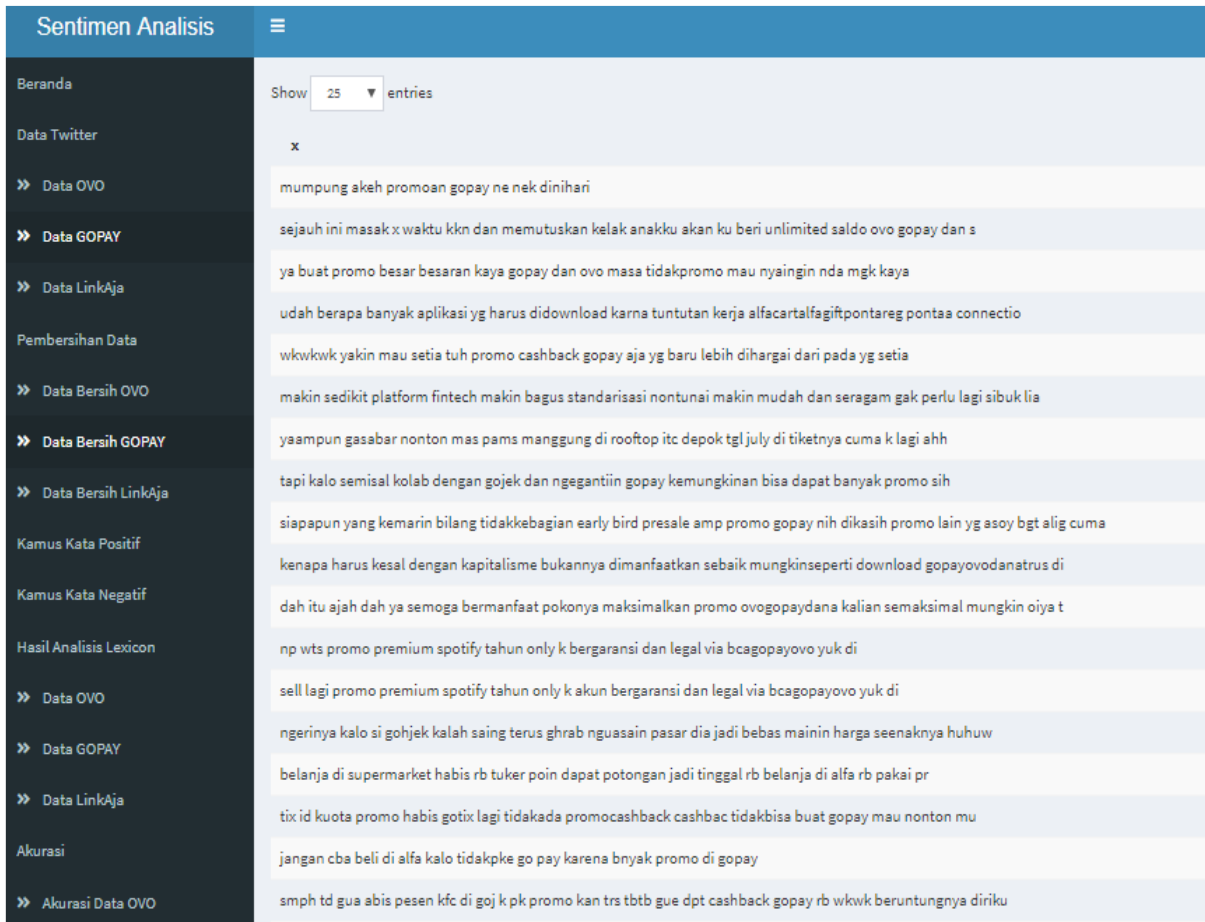 Sentimen Analisis
Beranda
Data Twitter
Data OVO
Data GOPAY
Data LinkAja
Pembersihan Data
Data Bersih OVO
Data Bersih GOPAY
Data Bersih LinkAja
Kamus Kata Positif
Kamus Kata Negatif
Hasil Analisis Lexicon
Data OVO
Data GOPAY
Data LinkAja
Akurasi
Akurasi Data OVO
Show 25 entries
x
mumpung akeh promoan gopay ne nek dinihari
sejauh ini masak x waktu kkn dan memutuskan kelak anakku akan ku beri unlimited saldo ovo gopay dan s
ya buat promo besar besaran kaya gopay dan ovo masa tidakpromo mau nyaingin nda mgk kaya
udah berapa banyak aplikasi yg harus didownload karna tuntutan kerja alfacartalfagiftpontareg pontaa connectio
wkwkwk yakin mau setia tuh promo cashback gopay aja yg baru lebih dihargai dari pada yg setia
makin sedikit platform fintech makin bagus standarisasi nontunai makin mudah dan seragam gak perlu lagi sibuk lia
yaampun gasabar nonton mas pams manggung di rooftop itc depok tgl july di tiketnya cuma k lagi ahh
tapi kalo semisal kolab dengan gojek dan ngegantiin gopay kemungkinan bisa dapat banyak promo sih
siapapun yang kemarin bilang tidakkebagian early bird presale amp promo gopay nih dikasih promo lain yg asoy bgt alig cuma
kenapa harus kesal dengan kapitalisme bukannya dimanfaatkan sebaik mungkinseperti download gopayovodanatrus di
dah itu ajah dah ya semoga bermanfaat pokonya maksimalkan promo ovogopaydana kalian semaksimal mungkin oiya t
np wts promo premium spotify tahun only k bergaransi dan legal via bcagopayovo yuk di
sell lagi promo premium spotify tahun only k akun bergaransi dan legal via bcagopayovo yuk di
ngerinya kalo si gohjek kalah saing terus ghrab nguasain pasar dia jadi bebas mainin harga seenaknya huhuw
belanja di supermarket habis rb tuker poin dapat potongan jadi tinggal rb belanja di alfa rb pakai pr
tix id kuota promo habis gotix lagi tidakada promocashback cashbac tidakbisa buat gopay mau nonton mu
jangan cba beli di alfa kalo tidakpke go pay karena bnyak promo di gopay
smph td gua abis pesen kfc di goj k pk promo kan trs tbtb gue dpt cashback gopay rb wkwk beruntungnya diriku